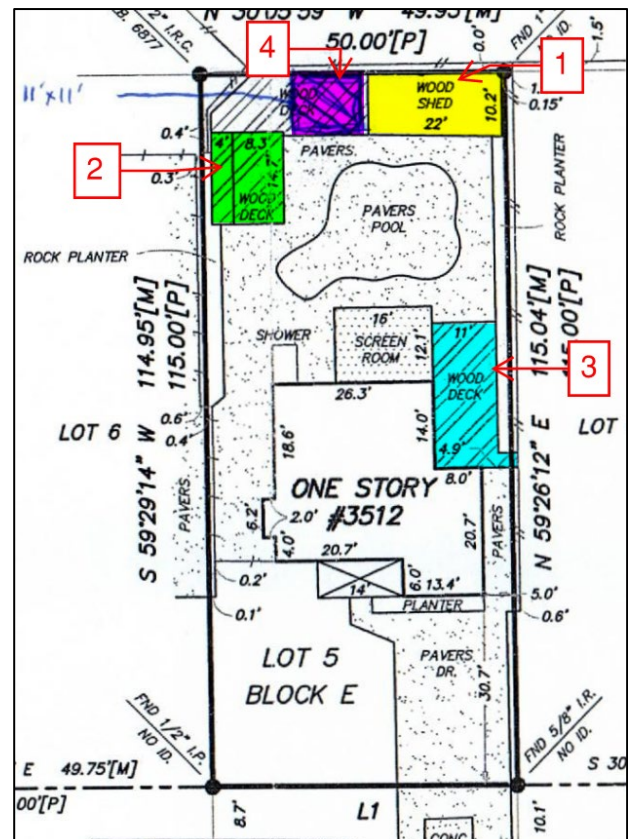 N 30°05'59" W 49.95'[M]
50.00'[P]
/2" I.R.C.
B. 6877
FND 1"
NO ID.
0.0'
1.5'
4
1
11'x11'
WOOD
DECK
WOOD
SHED
22'
10.2'
1.
0.15'
0.4'
4'
8.3'
PAVERS
2
0.3'
WOOD
DECK
PAVERS
POOL
ROCK PLANTER
ROCK PLANTER
114.95'[M]
115.00'[P]
115.04'[M]
115.00'[P]
SHOWER
16'
SCREEN
ROOM
12.1'
11'
WOOD
DECK
3
26.3'
LOT 6
LOT
0.6'
0.4'
18.6'
14.0'
4.9'
8.0'
S 59°29'14" W
N 59°26'12" E
PAVERS
ONE STORY
#3512
6.2'
2.0'
4.0'
20.7'
20.7'
PAVERS
0.2'
14'
6.0'
13.4'
5.0'
PLANTER
0.1'
0.6'
LOT 5
BLOCK E
PAVERS
DR.
30.7'
FND 1/2" I.P.
NO ID.
FND 5/8" I.R.
NO ID.
E 49.75'[M]
S 30
00'[P]
8.7'
L1
10.1'
CONC